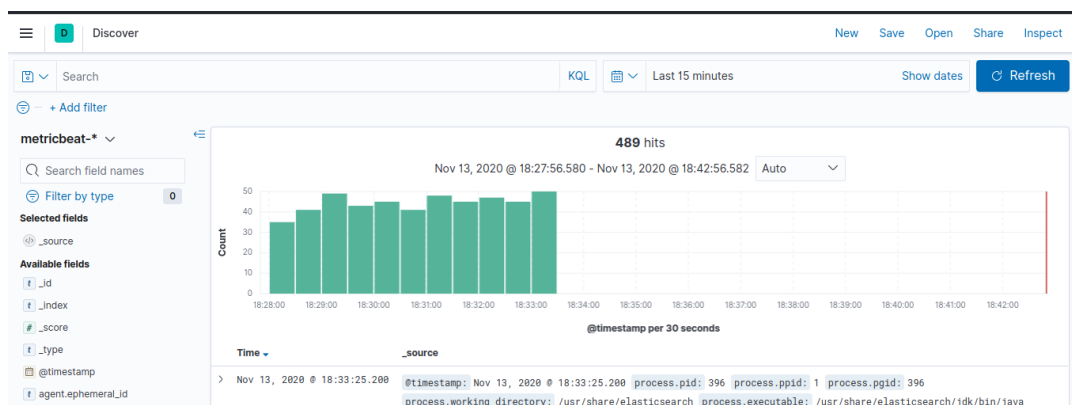 D Discover New Save Open Share Inspect
Search KQL Last 15 minutes Show dates Refresh
+ Add filter
metricbeat-*
Search field names
Filter by type 0
Selected fields
_source
Available fields
t _id
t _index
# _score
t _type
@timestamp
t agent.ephemeral_id
489 hits
Nov 13, 2020 @ 18:27:56.580 - Nov 13, 2020 @ 18:42:56.582 Auto
Count
50
40
30
20
10
0
18:28:00 18:29:00 18:30:00 18:31:00 18:32:00 18:33:00 18:34:00 18:35:00 18:36:00 18:37:00 18:38:00 18:39:00 18:40:00 18:41:00 18:42:00
@timestamp per 30 seconds
Time _source
Nov 13, 2020 @ 18:33:25.200 @timestamp: Nov 13, 2020 @ 18:33:25.200 process.pid: 396 process.ppid: 1 process.pgid: 396
process.working_directory: /usr/share/elasticsearch process.executable: /usr/share/elasticsearch/jdk/bin/java